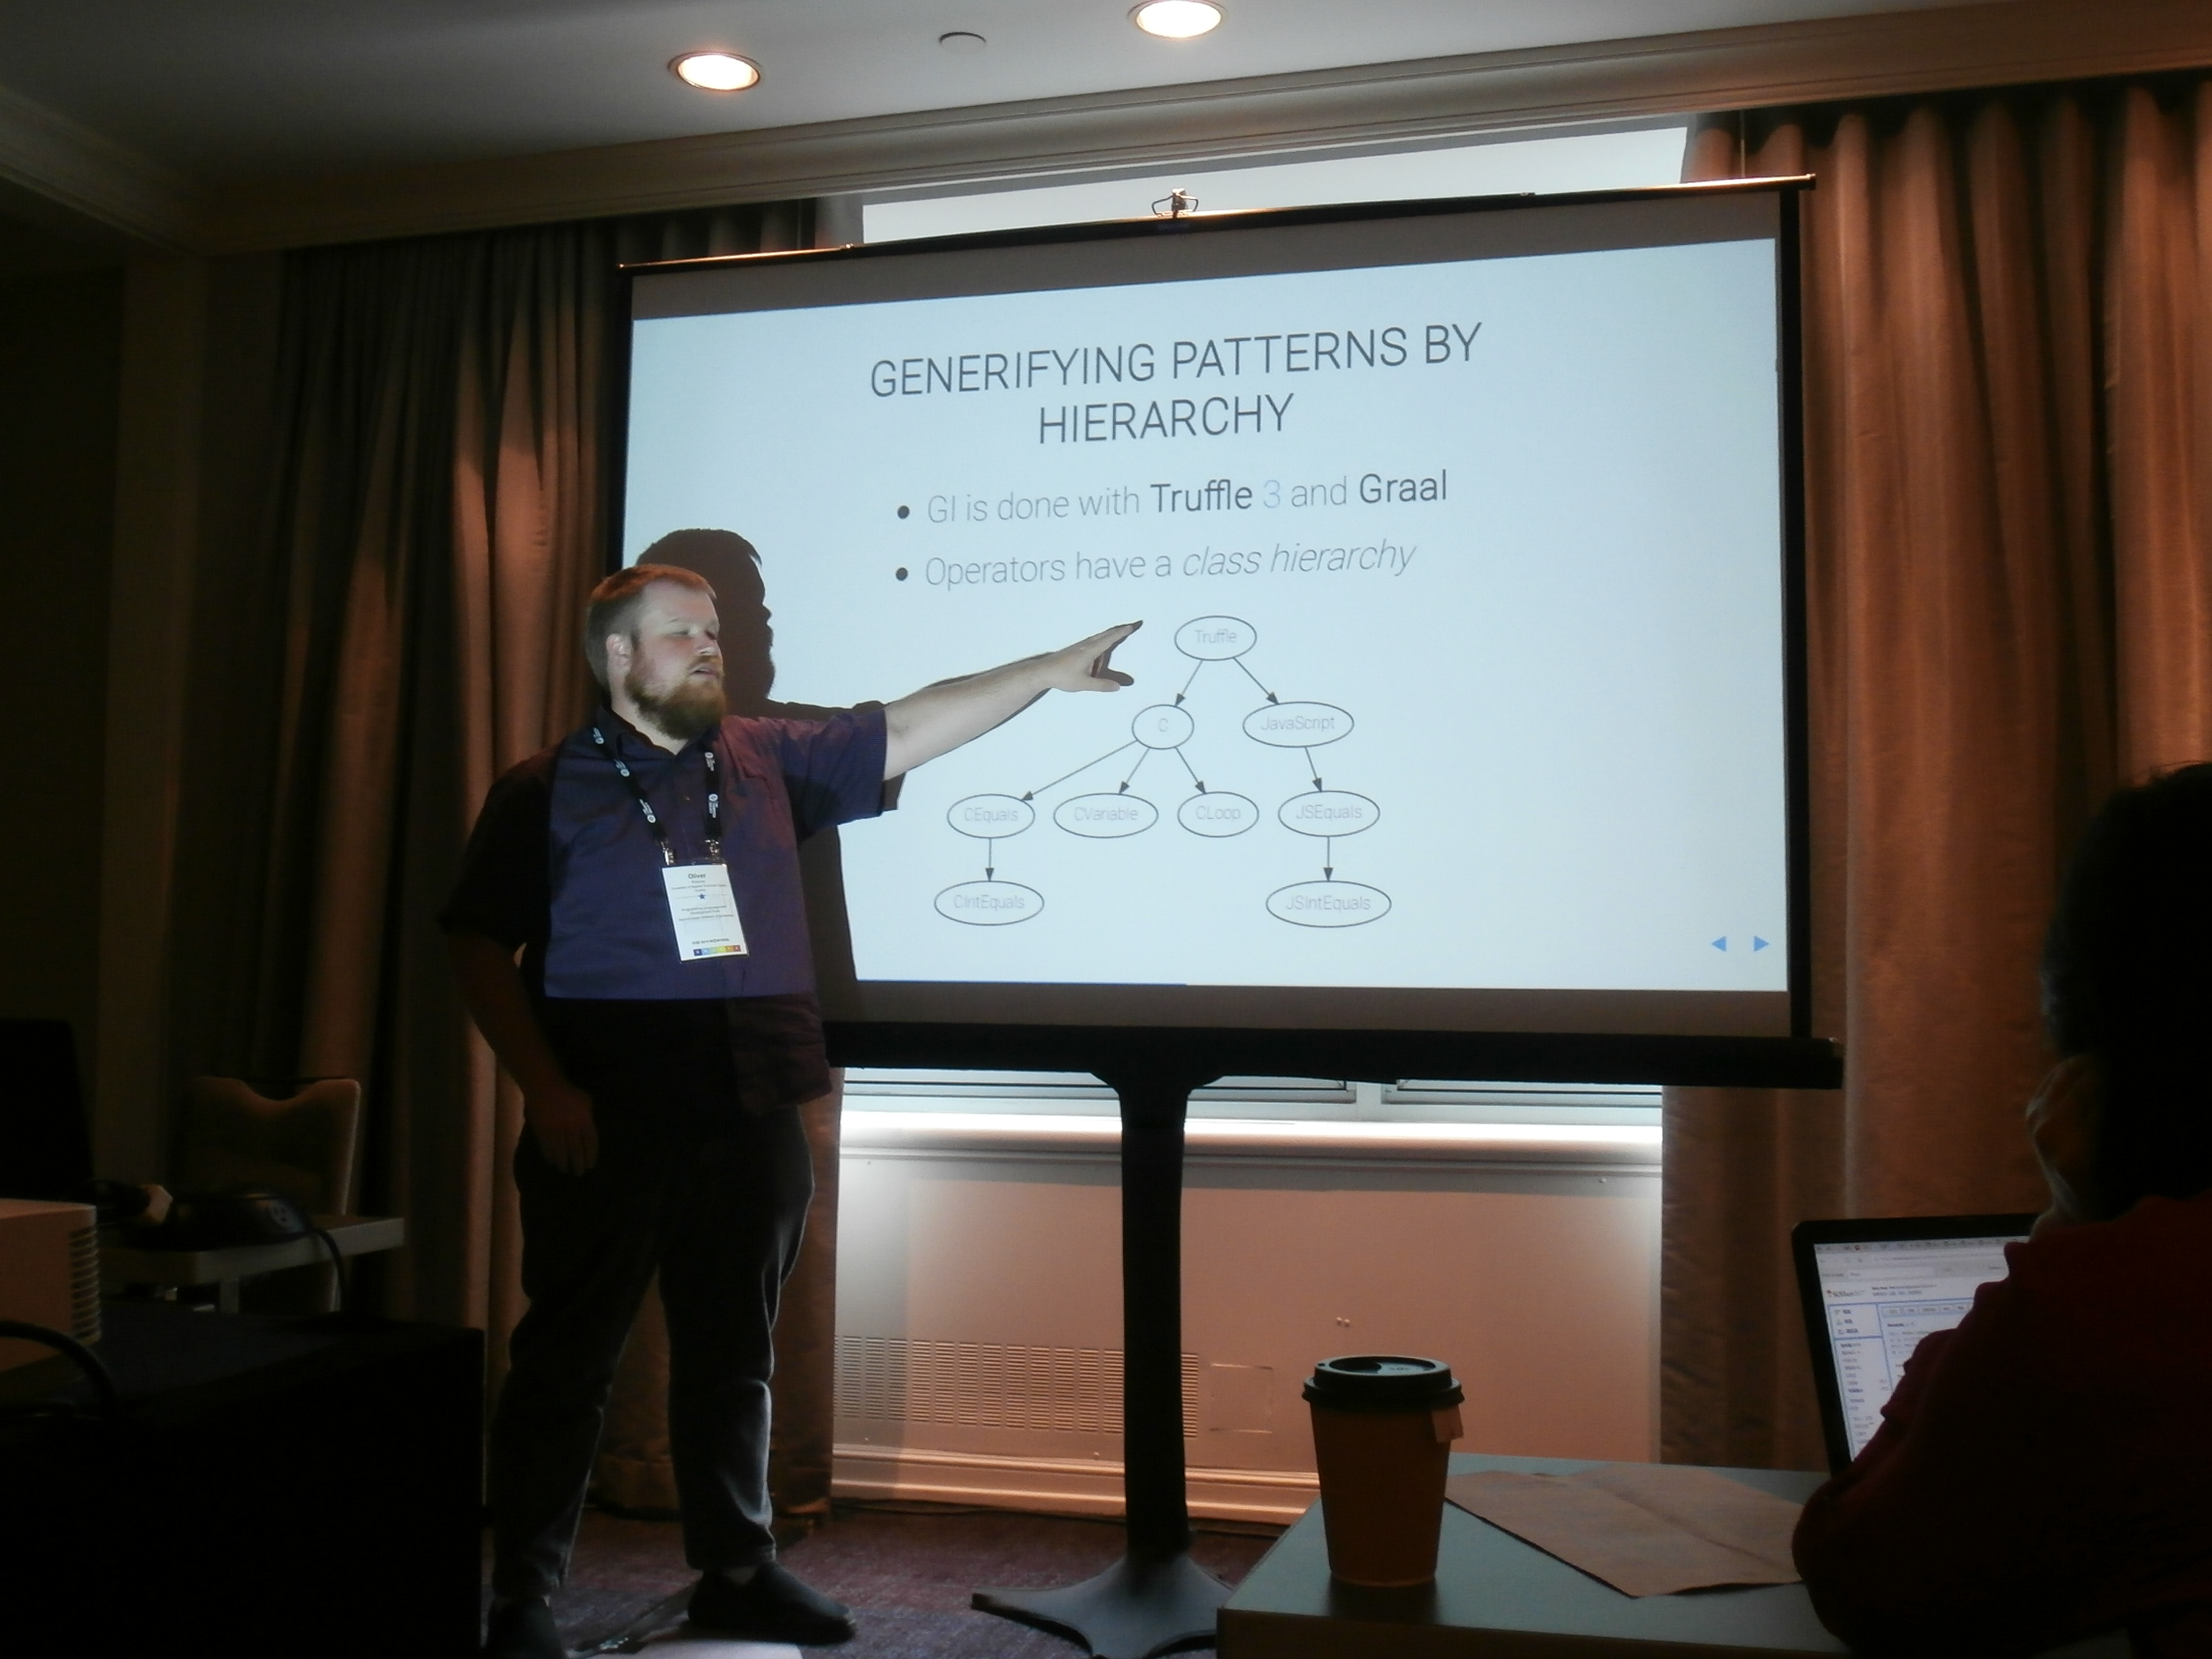 GENERIFYING PATTERNS BY
HIERARCHY
• GI is done with Truffle 3 and Graal
• Operators have a class hierarchy
Truffle
C
JavaScript
CEquals
CVariable
CLoop
JSEquals
CIntEquals
JSIntEquals
Oliver